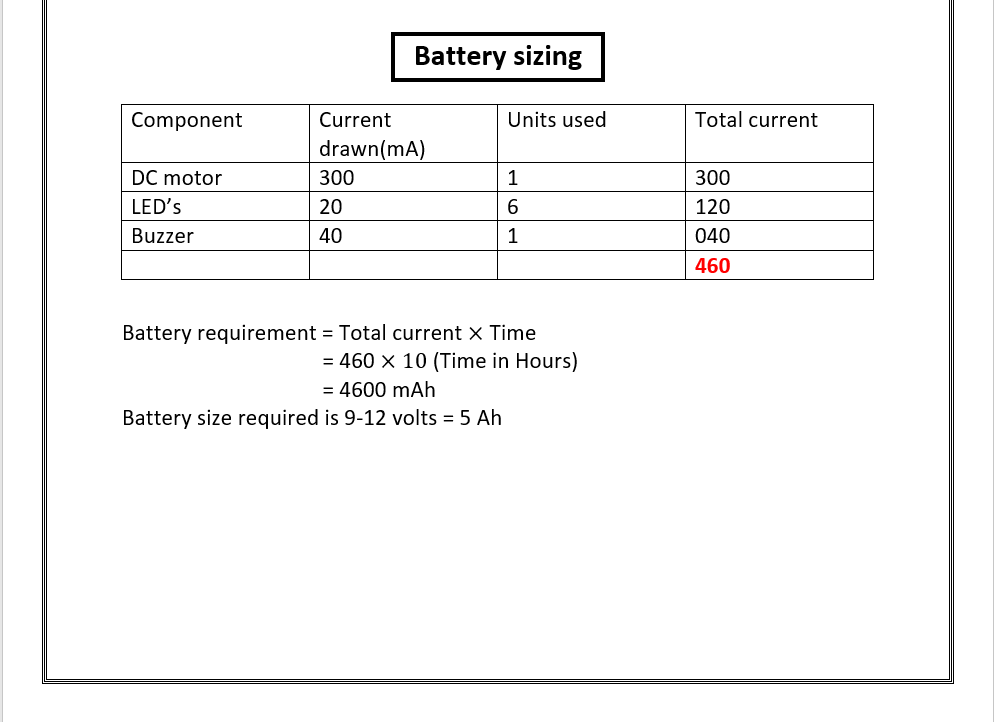 Battery sizing
Component Current drawn(mA) Units used Total current
DC motor 300 1 300
LED’s 20 6 120
Buzzer 40 1 040
460
Battery requirement = Total current × Time
= 460 × 10 (Time in Hours)
= 4600 mAh
Battery size required is 9-12 volts = 5 Ah